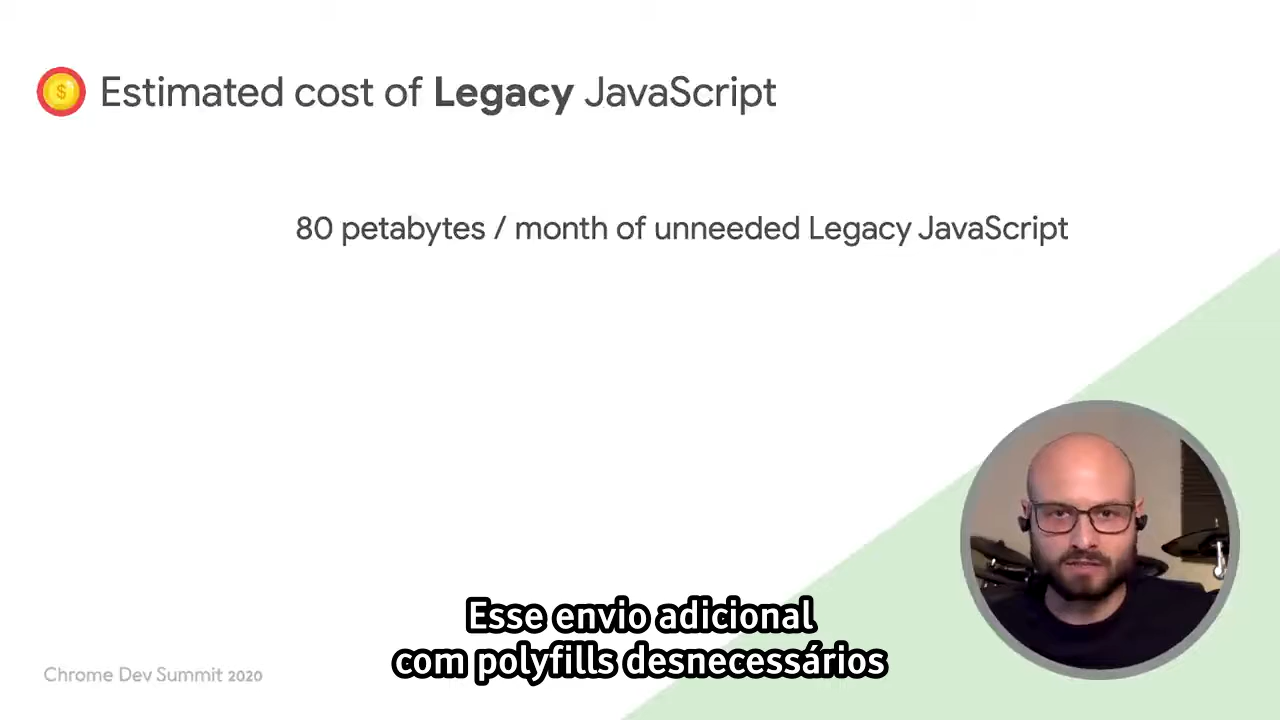 Estimated cost of Legacy JavaScript
80 petabytes / month of unneeded Legacy JavaScript
Esse envio adicional
com polyfills desnecessários
Chrome Dev Summit 2020